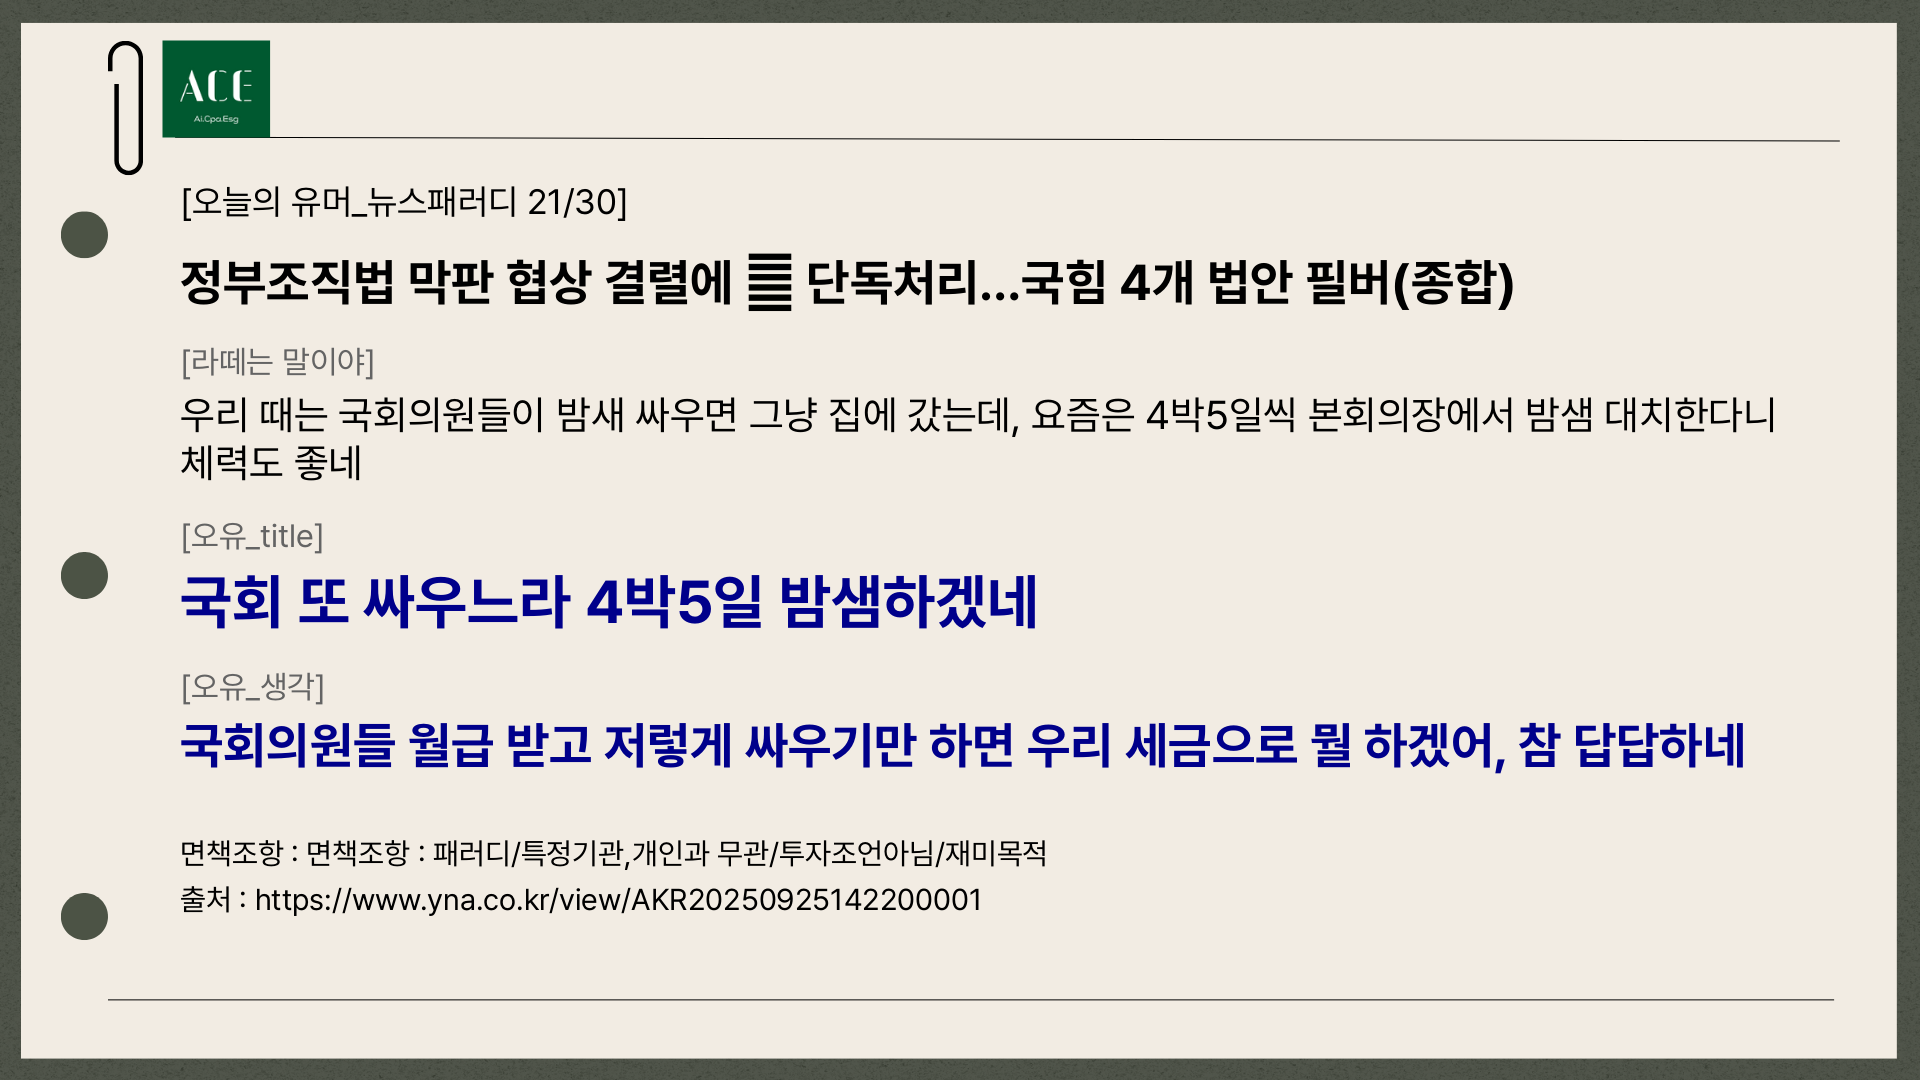 ACE
Ai.Cpa.Esg
[오늘의 유머_뉴스패러디 21/30]
정부조직법 막판 협상 결렬에 단독처리…국힘 4개 법안 필버(종합)
[라떼는 말이야]
우리 때는 국회의원들이 밤새 싸우면 그냥 집에 갔는데, 요즘은 4박5일씩 본회의장에서 밤샘 대치한다니
체력도 좋네
[오유_title]
국회 또 싸우느라 4박5일 밤샘하겠네
[오유_생각]
국회의원들 월급 받고 저렇게 싸우기만 하면 우리 세금으로 뭘 하겠어, 참 답답하네
면책조항 : 면책조항 : 패러디/특정기관,개인과 무관/투자조언아님/재미목적
출처 : https://www.yna.co.kr/view/AKR20250925142200001